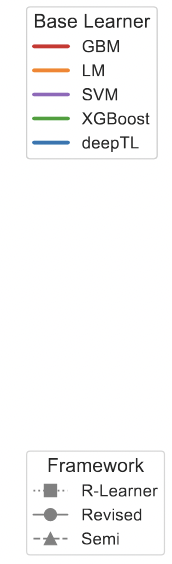 Base Learner
GBM
LM
SVM
XGBoost
deepTL
Framework
R-Learner
Revised
Semi